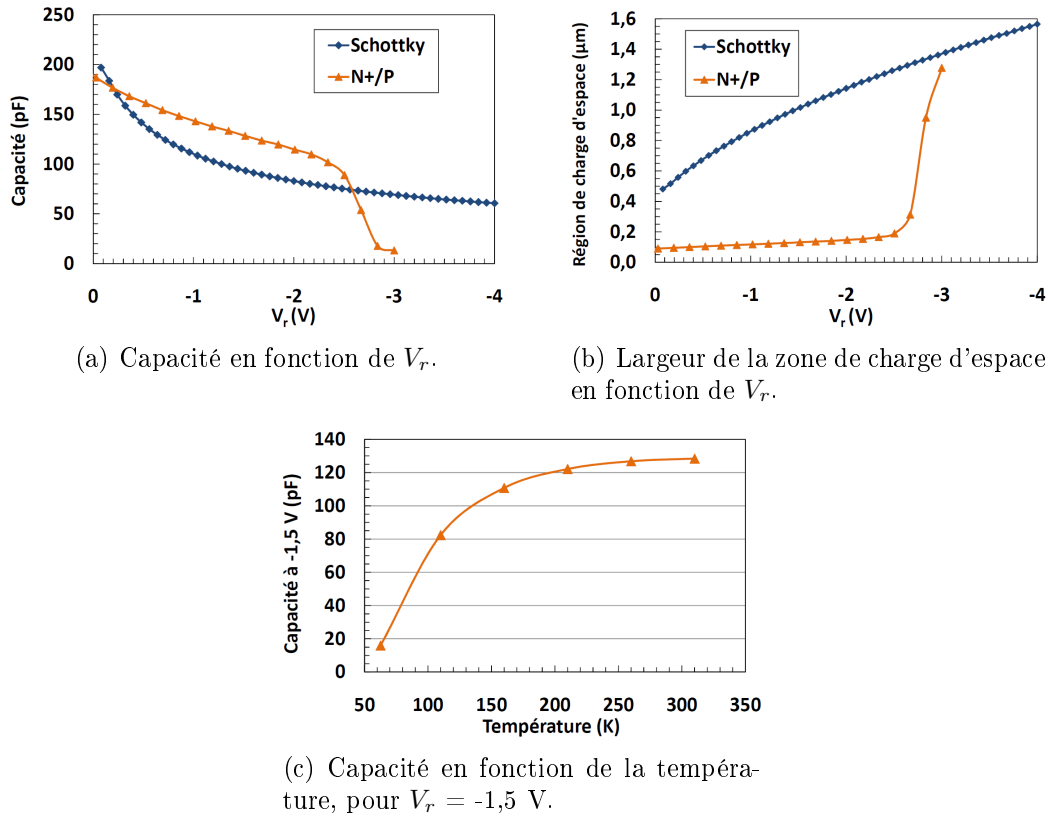 Capacité (pF)
250
200
150
100
50
0
Schottky
N+/P
0 -1 -2 -3 -4
Vr (V)
(a) Capacité en fonction de Vr.
Région de charge d'espace (µm)
1,6
1,4
1,2
1,0
0,8
0,6
0,4
0,2
0,0
Schottky
N+/P
0 -1 -2 -3 -4
Vr (V)
(b) Largeur de la zone de charge d'espace
en fonction de Vr.
Capacité à -1,5 V (pF)
140
120
100
80
60
40
20
0
50 100 150 200 250 300 350
Température (K)
(c) Capacité en fonction de la tempéra-
ture, pour Vr = -1,5 V.